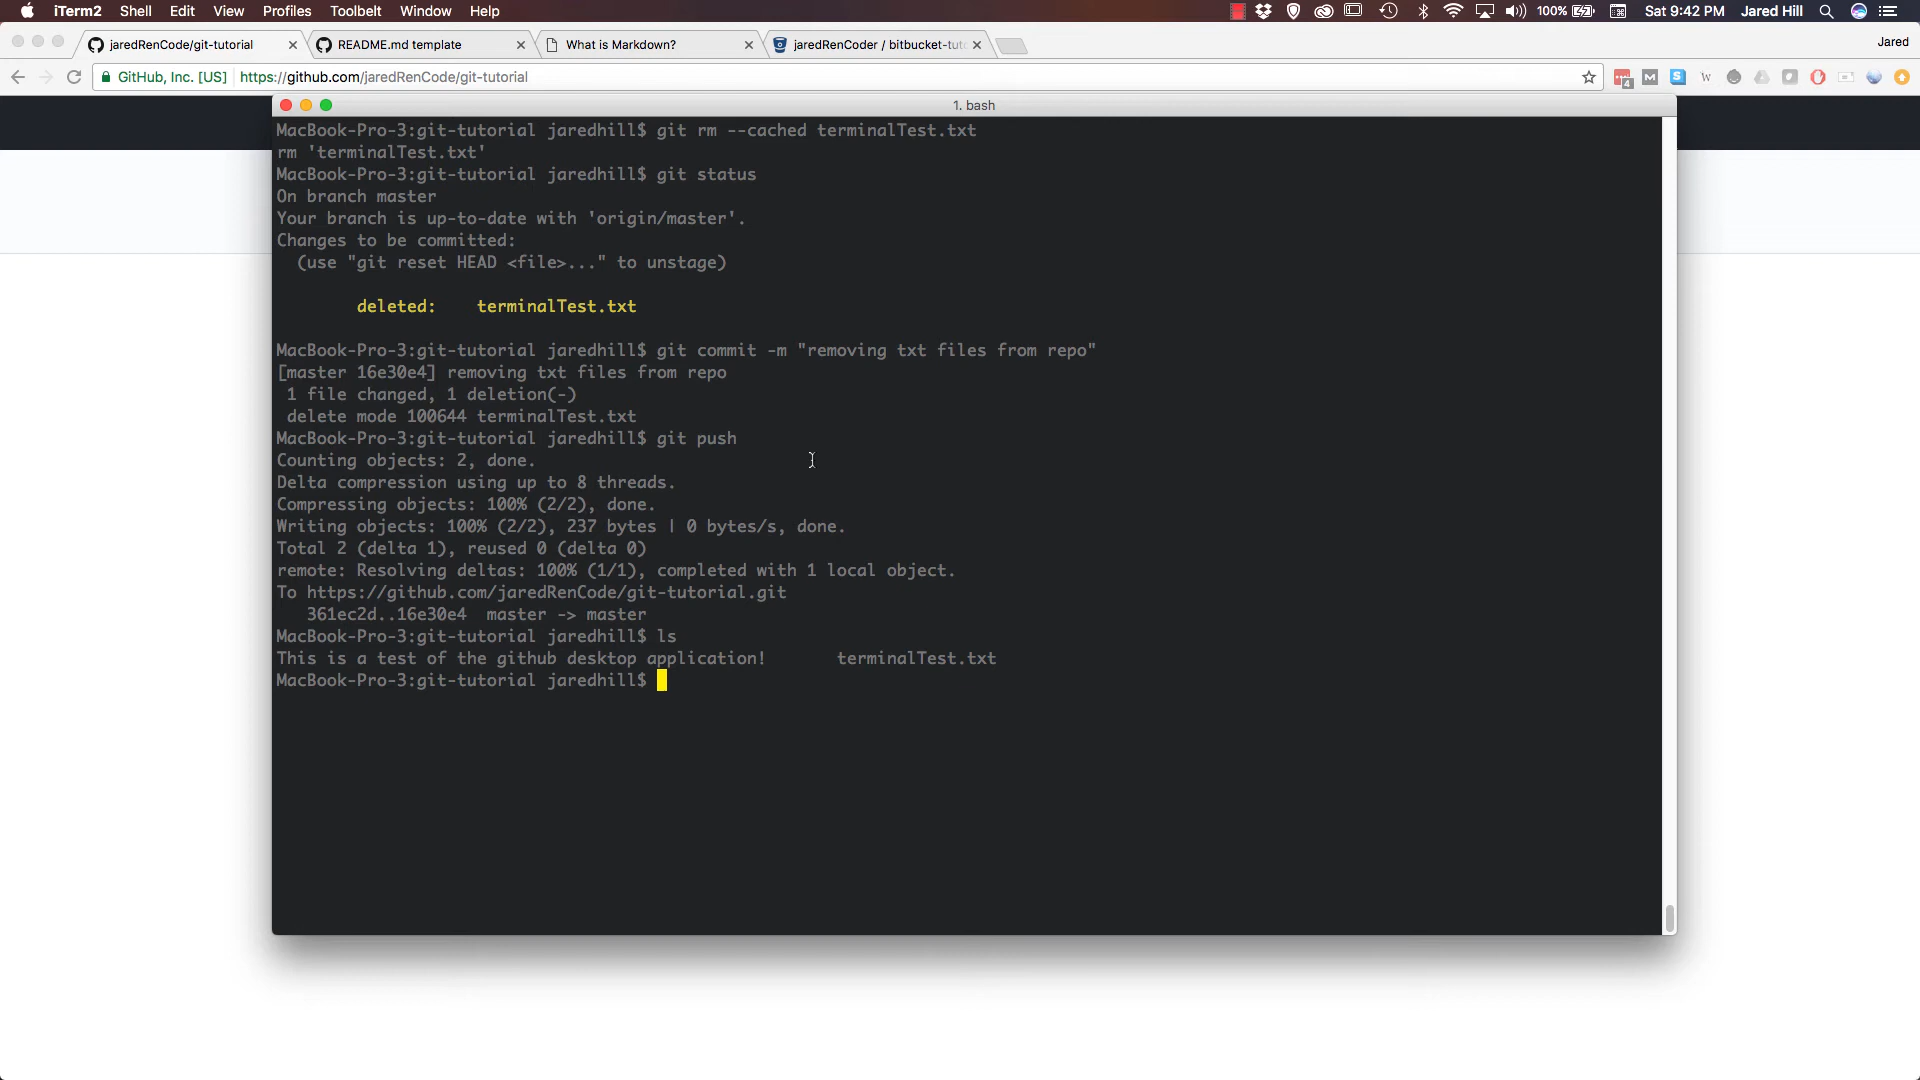 iTerm2 Shell Edit View Profiles Toolbelt Window Help 100% Sat 9:42 PM Jared Hill
jaredRenCode/git-tutorial README.md template What is Markdown? jaredRenCoder / bitbucket-tuto Jared
GitHub, Inc. [US] https://github.com/jaredRenCode/git-tutorial
1. bash
MacBook-Pro-3:git-tutorial jaredhill$ git rm --cached terminalTest.txt
rm 'terminalTest.txt'
MacBook-Pro-3:git-tutorial jaredhill$ git status
On branch master
Your branch is up-to-date with 'origin/master'.
Changes to be committed:
(use "git reset HEAD <file>..." to unstage)
deleted: terminalTest.txt
MacBook-Pro-3:git-tutorial jaredhill$ git commit -m "removing txt files from repo"
[master 16e30e4] removing txt files from repo
1 file changed, 1 deletion(-)
delete mode 100644 terminalTest.txt
MacBook-Pro-3:git-tutorial jaredhill$ git push
Counting objects: 2, done.
Delta compression using up to 8 threads.
Compressing objects: 100% (2/2), done.
Writing objects: 100% (2/2), 237 bytes | 0 bytes/s, done.
Total 2 (delta 1), reused 0 (delta 0)
remote: Resolving deltas: 100% (1/1), completed with 1 local object.
To https://github.com/jaredRenCode/git-tutorial.git
361ec2d..16e30e4 master -> master
MacBook-Pro-3:git-tutorial jaredhill$ ls
This is a test of the github desktop application! terminalTest.txt
MacBook-Pro-3:git-tutorial jaredhill$